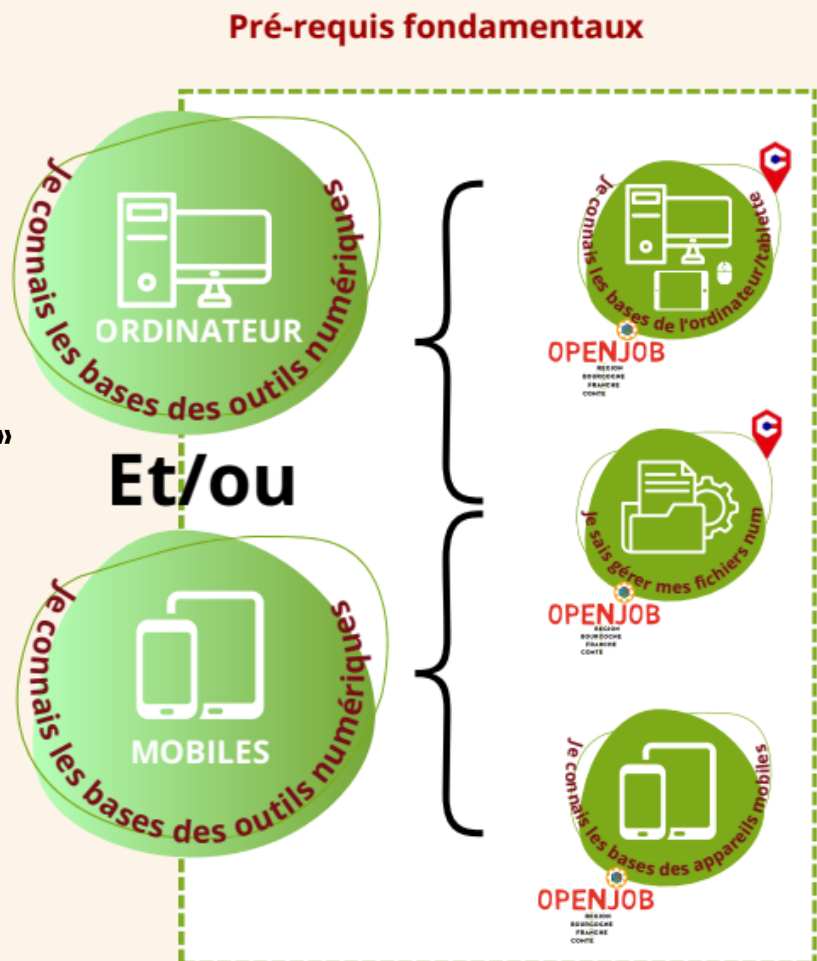 Pré-requis fondamentaux
Je connais les bases des outils numériques
ORDINATEUR
»
Et/ou
Je connais les bases des outils numériques
MOBILES
Je connais les bases de l'ordinateur/tablette
OPENJOB
REGION
BOURGOGNE
FRANCHE
COMTE
Je sais gérer mes fichiers num
OPENJOB
REGION
BOURGOGNE
FRANCHE
COMTE
Je connais les bases des appareils mobiles
OPENJOB
REGION
BOURGOGNE
FRANCHE
COMTE